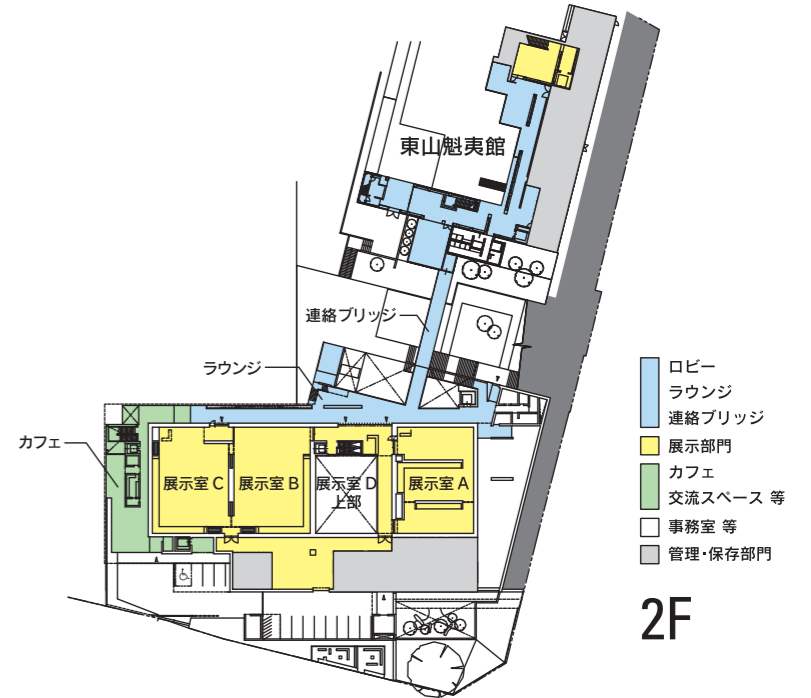 東山魁夷館
連絡ブリッジ
ラウンジ
カフェ
展示室 C
展示室 B
展示室 D
上部
展示室 A
ロビー
ラウンジ
連絡ブリッジ
展示部門
カフェ
交流スペース 等
事務室 等
管理・保存部門
2F